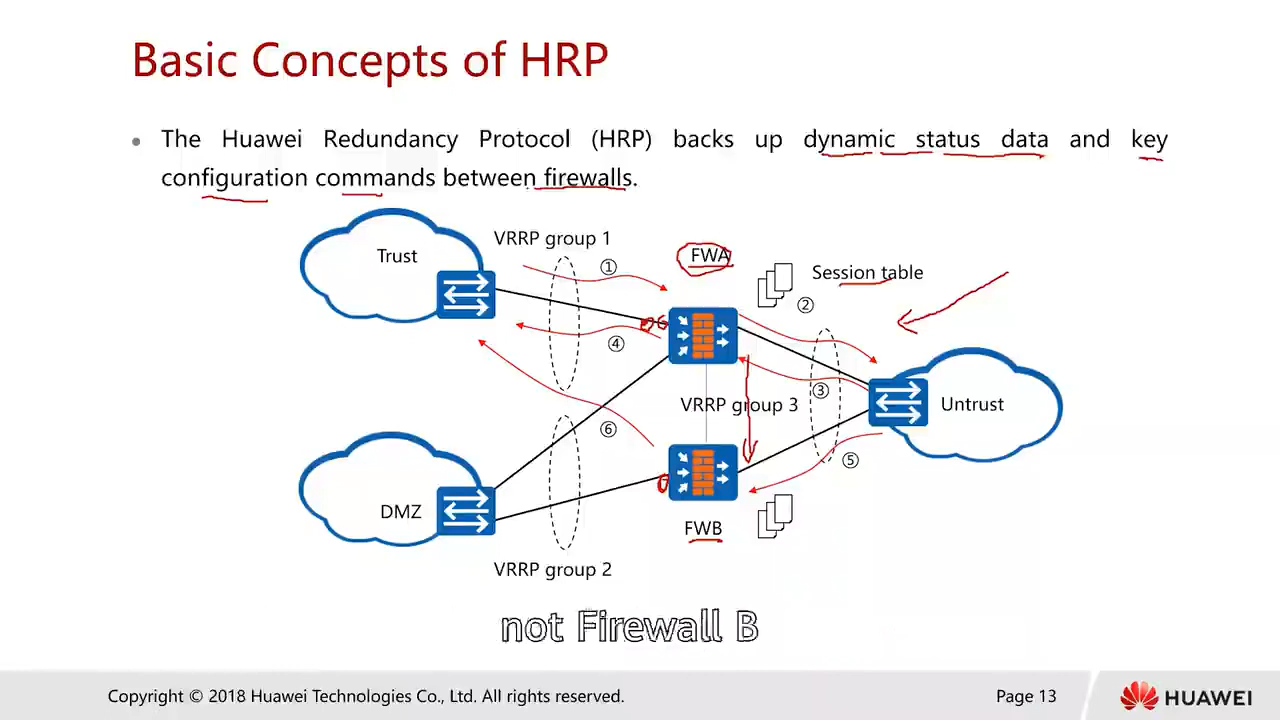 Basic Concepts of HRP
• The Huawei Redundancy Protocol (HRP) backs up dynamic status data and key
configuration commands between firewalls.
VRRP group 1
Trust
FWA
①
Session table
②
④
③
VRRP group 3
Untrust
⑥
⑤
DMZ
FWB
VRRP group 2
not Firewall B
Copyright © 2018 Huawei Technologies Co., Ltd. All rights reserved.
Page 13
HUAWEI